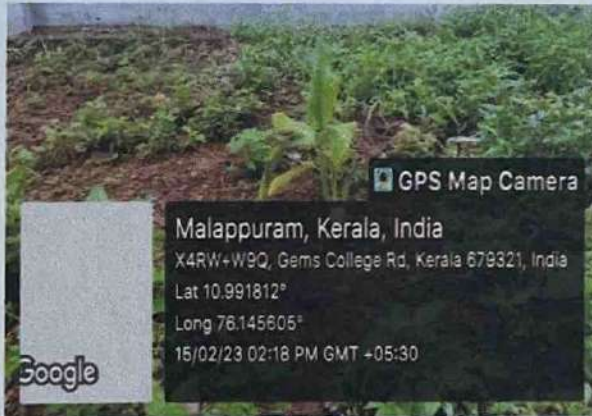 GPS Map Camera
Malappuram, Kerala, India
X4RW+W9Q, Gems College Rd, Kerala 679321, India
Lat 10.991812°
Long 76.145605°
15/02/23 02:18 PM GMT +05:30
Google